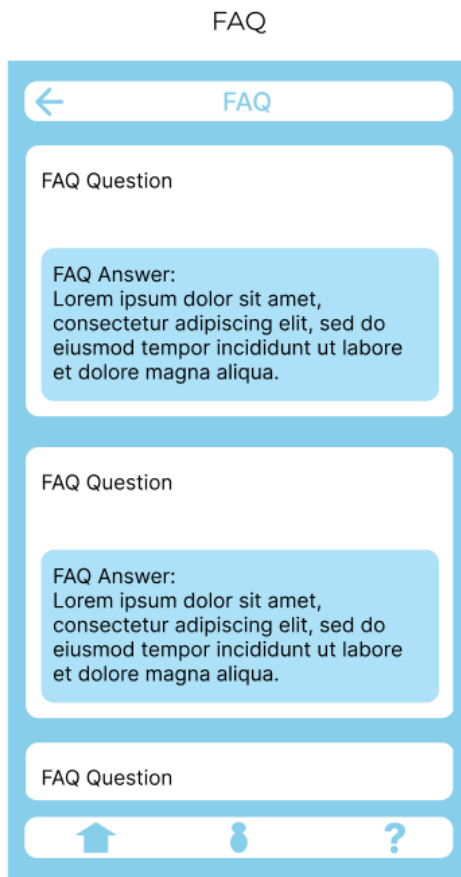 FAQ
FAQ
FAQ Question
FAQ Answer:
Lorem ipsum dolor sit amet,
consectetur adipiscing elit, sed do
eiusmod tempor incididunt ut labore
et dolore magna aliqua.
FAQ Question
FAQ Answer:
Lorem ipsum dolor sit amet,
consectetur adipiscing elit, sed do
eiusmod tempor incididunt ut labore
et dolore magna aliqua.
FAQ Question
?